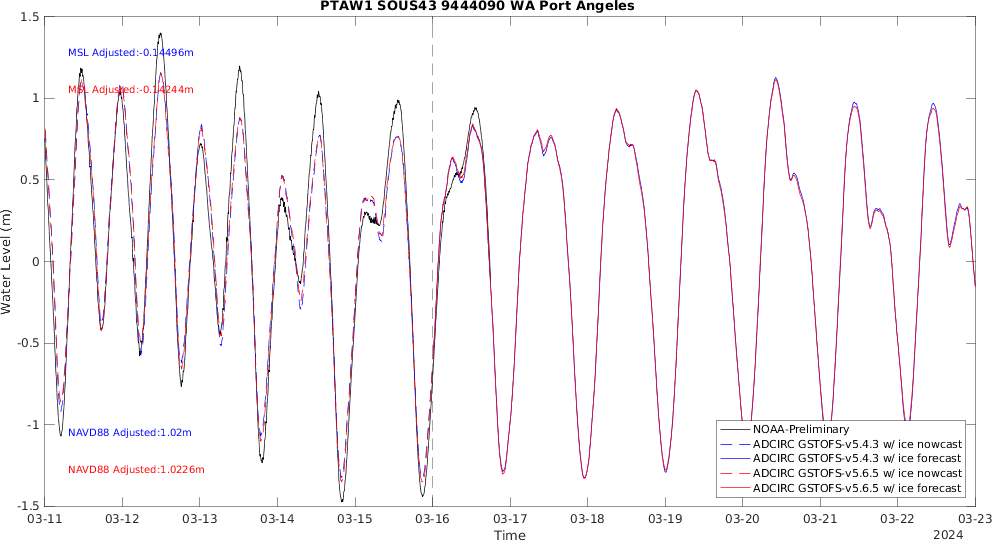 PTAW1 SOUS43 9444090 WA Port Angeles
1.5
1
0.5
0
-0.5
-1
-1.5
Water Level (m)
MSL Adjusted:-0.14496m
MSL Adjusted:-0.14244m
NAVD88 Adjusted:1.02m
NAVD88 Adjusted:1.0226m
NOAA-Preliminary
ADCIRC GSTOFS-v5.4.3 w/ ice nowcast
ADCIRC GSTOFS-v5.4.3 w/ ice forecast
ADCIRC GSTOFS-v5.6.5 w/ ice nowcast
ADCIRC GSTOFS-v5.6.5 w/ ice forecast
03-11 03-12 03-13 03-14 03-15 03-16 03-17 03-18 03-19 03-20 03-21 03-22 03-23
Time
2024